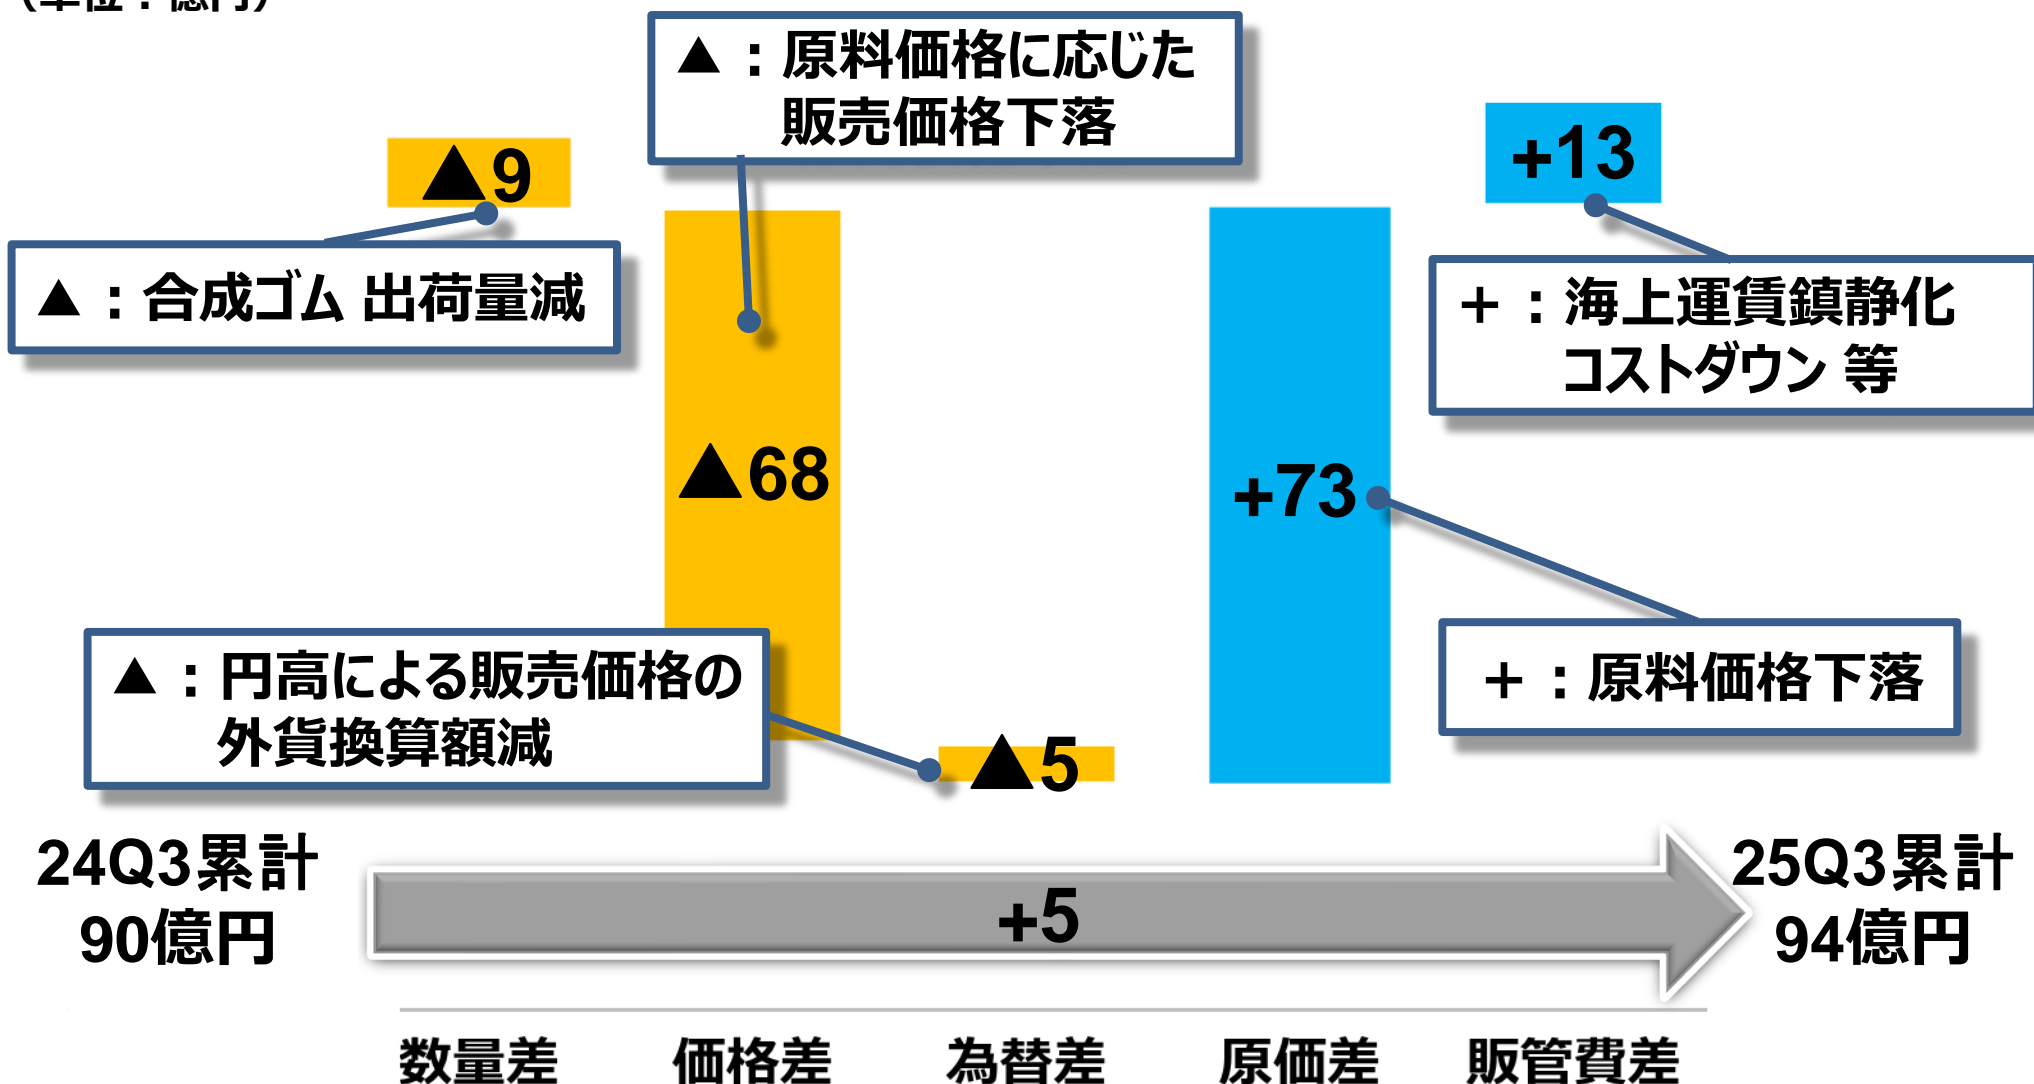 （単位：億円）
▲：原料価格に応じた
販売価格下落
▲9
+13
▲：合成ゴム 出荷量減
＋：海上運賃鎮静化
コストダウン 等
▲68
+73
▲：円高による販売価格の
外貨換算額減
＋：原料価格下落
▲5
24Q3累計
90億円
+5
25Q3累計
94億円
数量差 価格差 為替差 原価差 販管費差